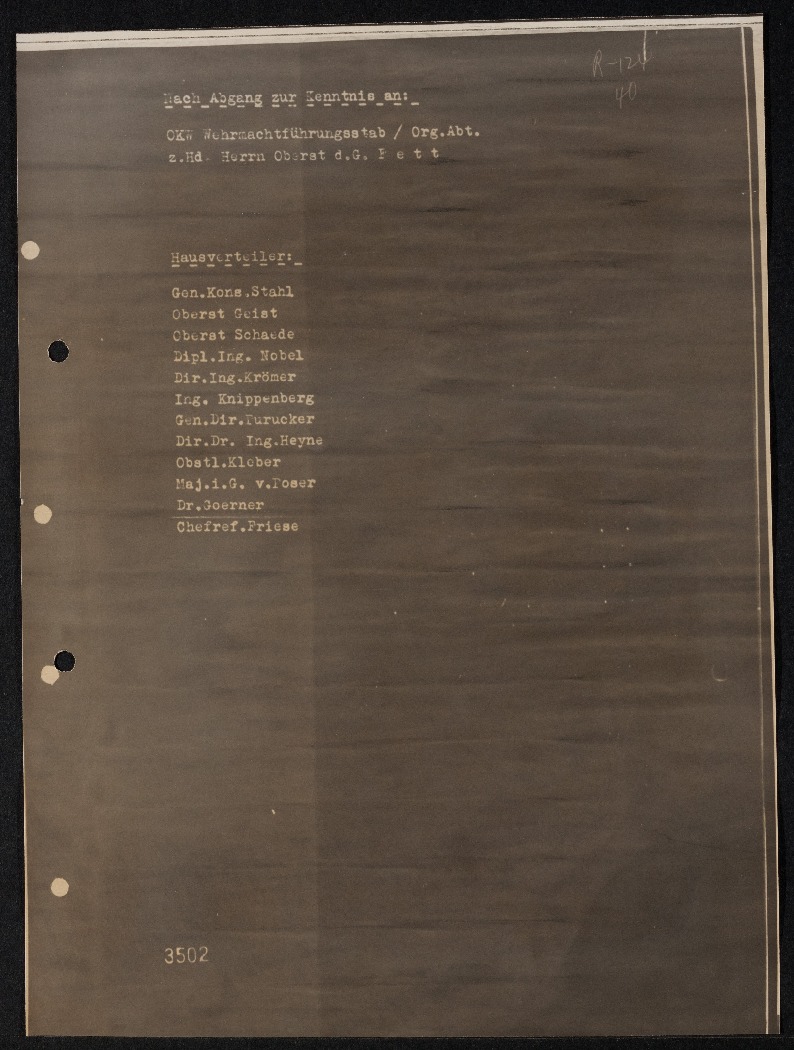 R-124
40
Nach Abgang zur Kenntnis an:
OKW Wehrmachtführungsstab / Org.Abt.
z.Hd. Herrn Oberst d.G. P e t t
Hausverteiler:
Gen.Kons.Stahl
Oberst Geist
Oberst Schaede
Dipl.Ing. Nobel
Dir.Ing.Krömer
Ing. Knippenberg
Gen.Dir.Purucker
Dir.Dr. Ing.Heyne
Obstl.Kleber
Maj.i.G. v.Poser
Dr.Goerner
Chefref.Friese
3502